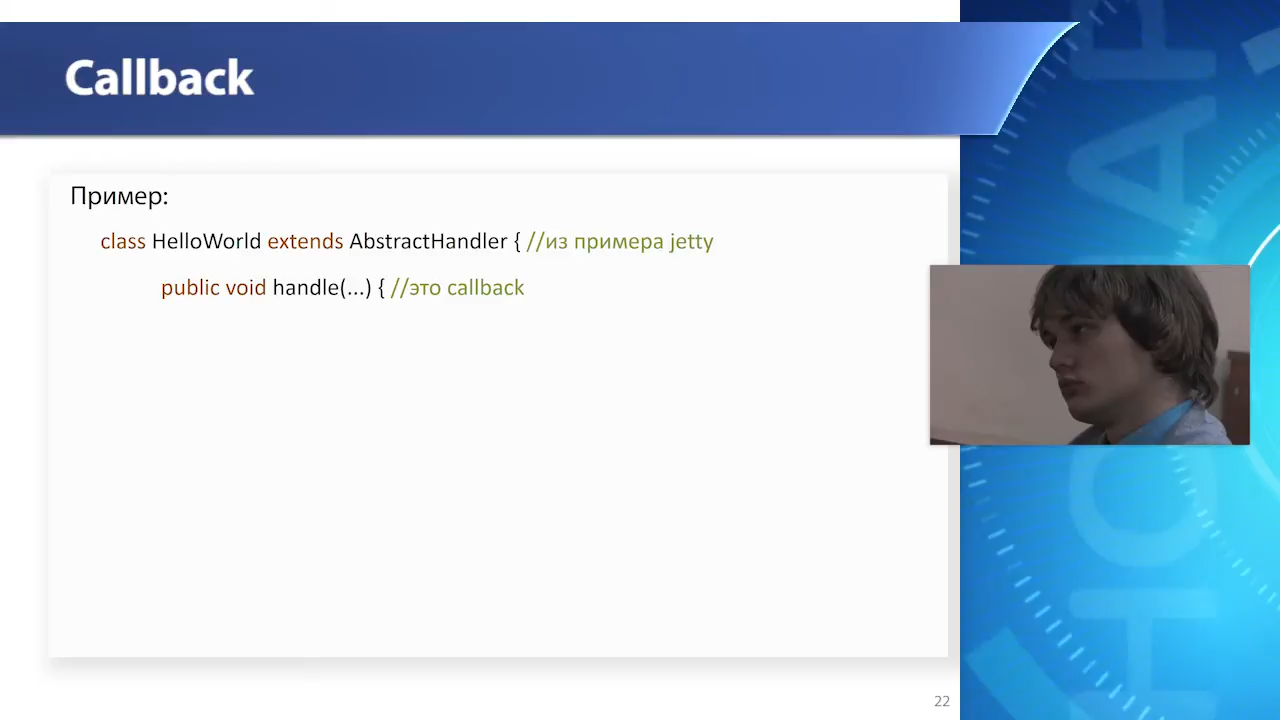 Callback
Пример:
class HelloWorld extends AbstractHandler { //из примера jetty
public void handle(...) { //это callback
22